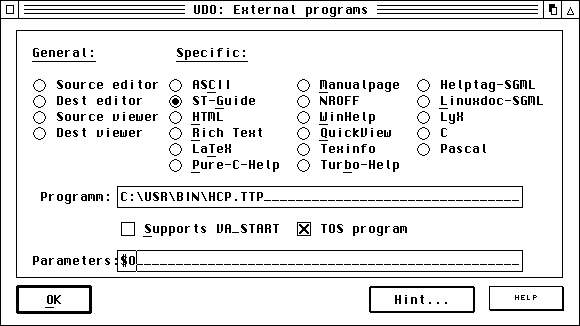 UDO: External programs
General: Specific:
Source editor ASCII Manualpage Helptag-SGML
Dest editor ST-Guide NROFF Linuxdoc-SGML
Source viewer HTML WinHelp LyX
Dest viewer Rich Text QuickView C
LaTeX Texinfo Pascal
Pure-C-Help Turbo-Help
Programm: C:\USR\BIN\HCP.TTP
Supports VA_START TOS program
Parameters: $O
OK Hint... HELP